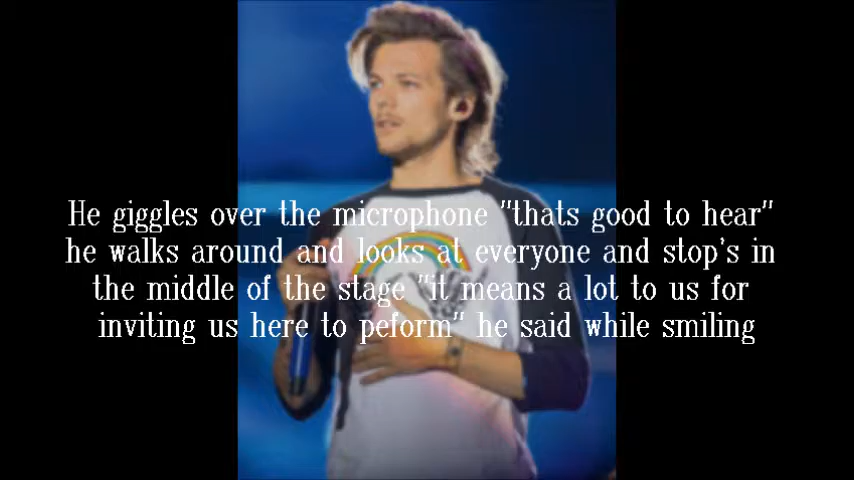 He giggles over the microphone "thats good to hear"
he walks around and looks at everyone and stop's in
the middle of the stage "it means a lot to us for
inviting us here to peform" he said while smiling